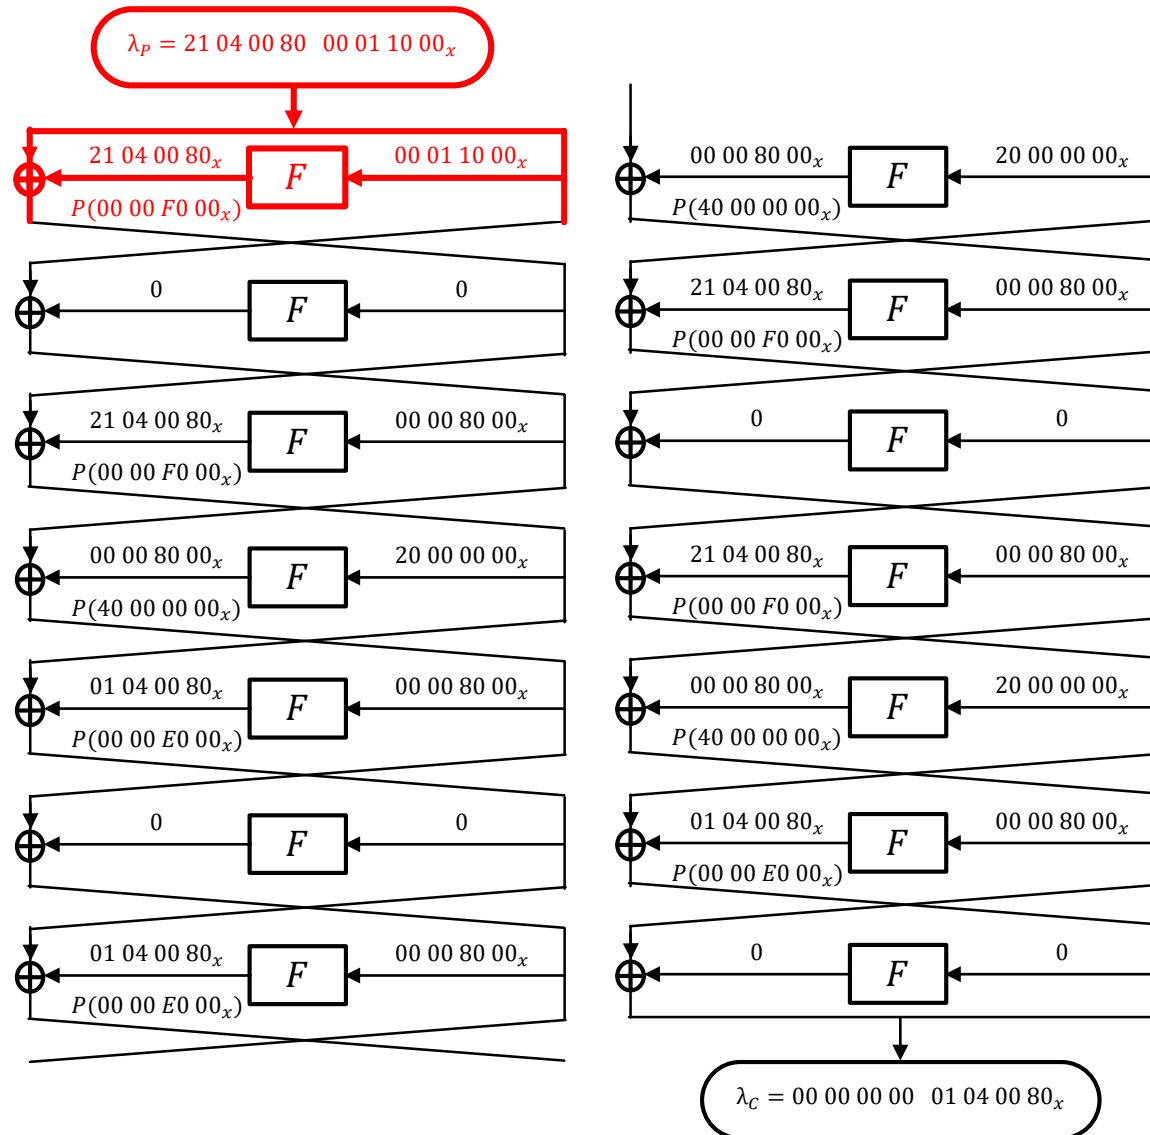 λ_P = 21 04 00 80 00 01 10 00_x
21 04 00 80_x F 00 01 10 00_x
P(00 00 F0 00_x)
0 F 0
21 04 00 80_x F 00 00 80 00_x
P(00 00 F0 00_x)
00 00 80 00_x F 20 00 00 00_x
P(40 00 00 00_x)
01 04 00 80_x F 00 00 80 00_x
P(00 00 E0 00_x)
0 F 0
01 04 00 80_x F 00 00 80 00_x
P(00 00 E0 00_x)
00 00 80 00_x F 20 00 00 00_x
P(40 00 00 00_x)
21 04 00 80_x F 00 00 80 00_x
P(00 00 F0 00_x)
0 F 0
21 04 00 80_x F 00 00 80 00_x
P(00 00 F0 00_x)
00 00 80 00_x F 20 00 00 00_x
P(40 00 00 00_x)
01 04 00 80_x F 00 00 80 00_x
P(00 00 E0 00_x)
0 F 0
λ_C = 00 00 00 00 01 04 00 80_x